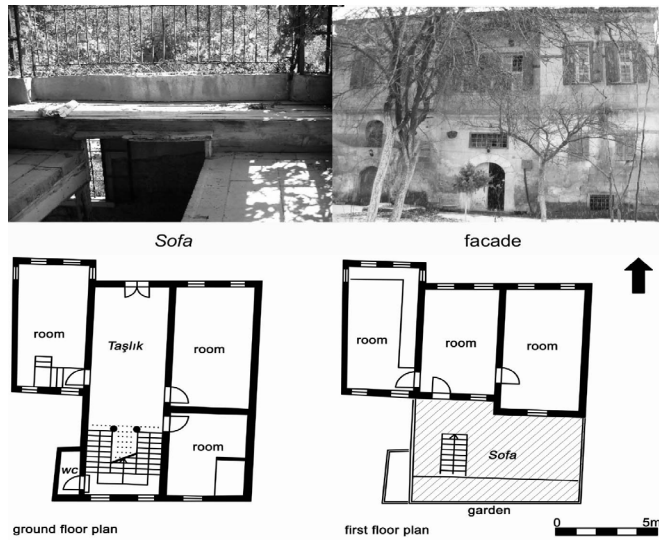 Sofa
facade
room
Taşlık
room
room
wc
ground floor plan
room
room
room
Sofa
garden
first floor plan
0
5m